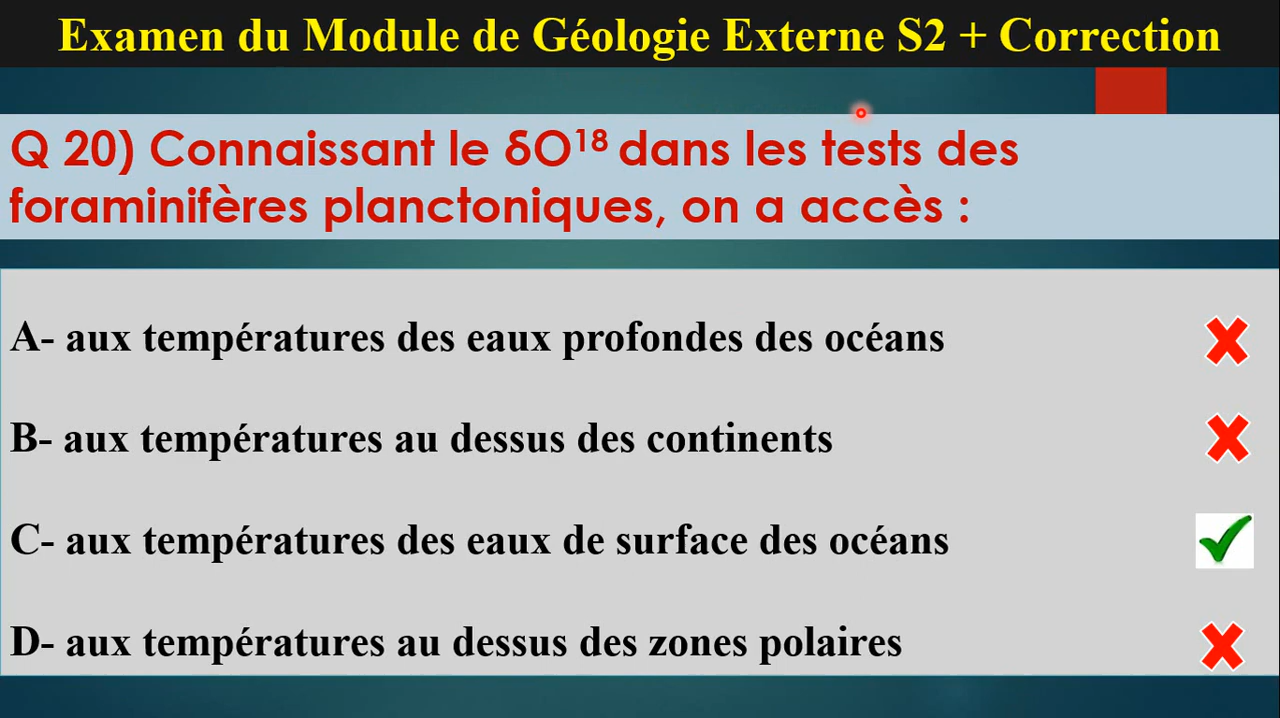 Examen du Module de Géologie Externe S2 + Correction
Q 20) Connaissant le δO¹⁸ dans les tests des
foraminifères planctoniques, on a accès :
A- aux températures des eaux profondes des océans
B- aux températures au dessus des continents
C- aux températures des eaux de surface des océans
D- aux températures au dessus des zones polaires